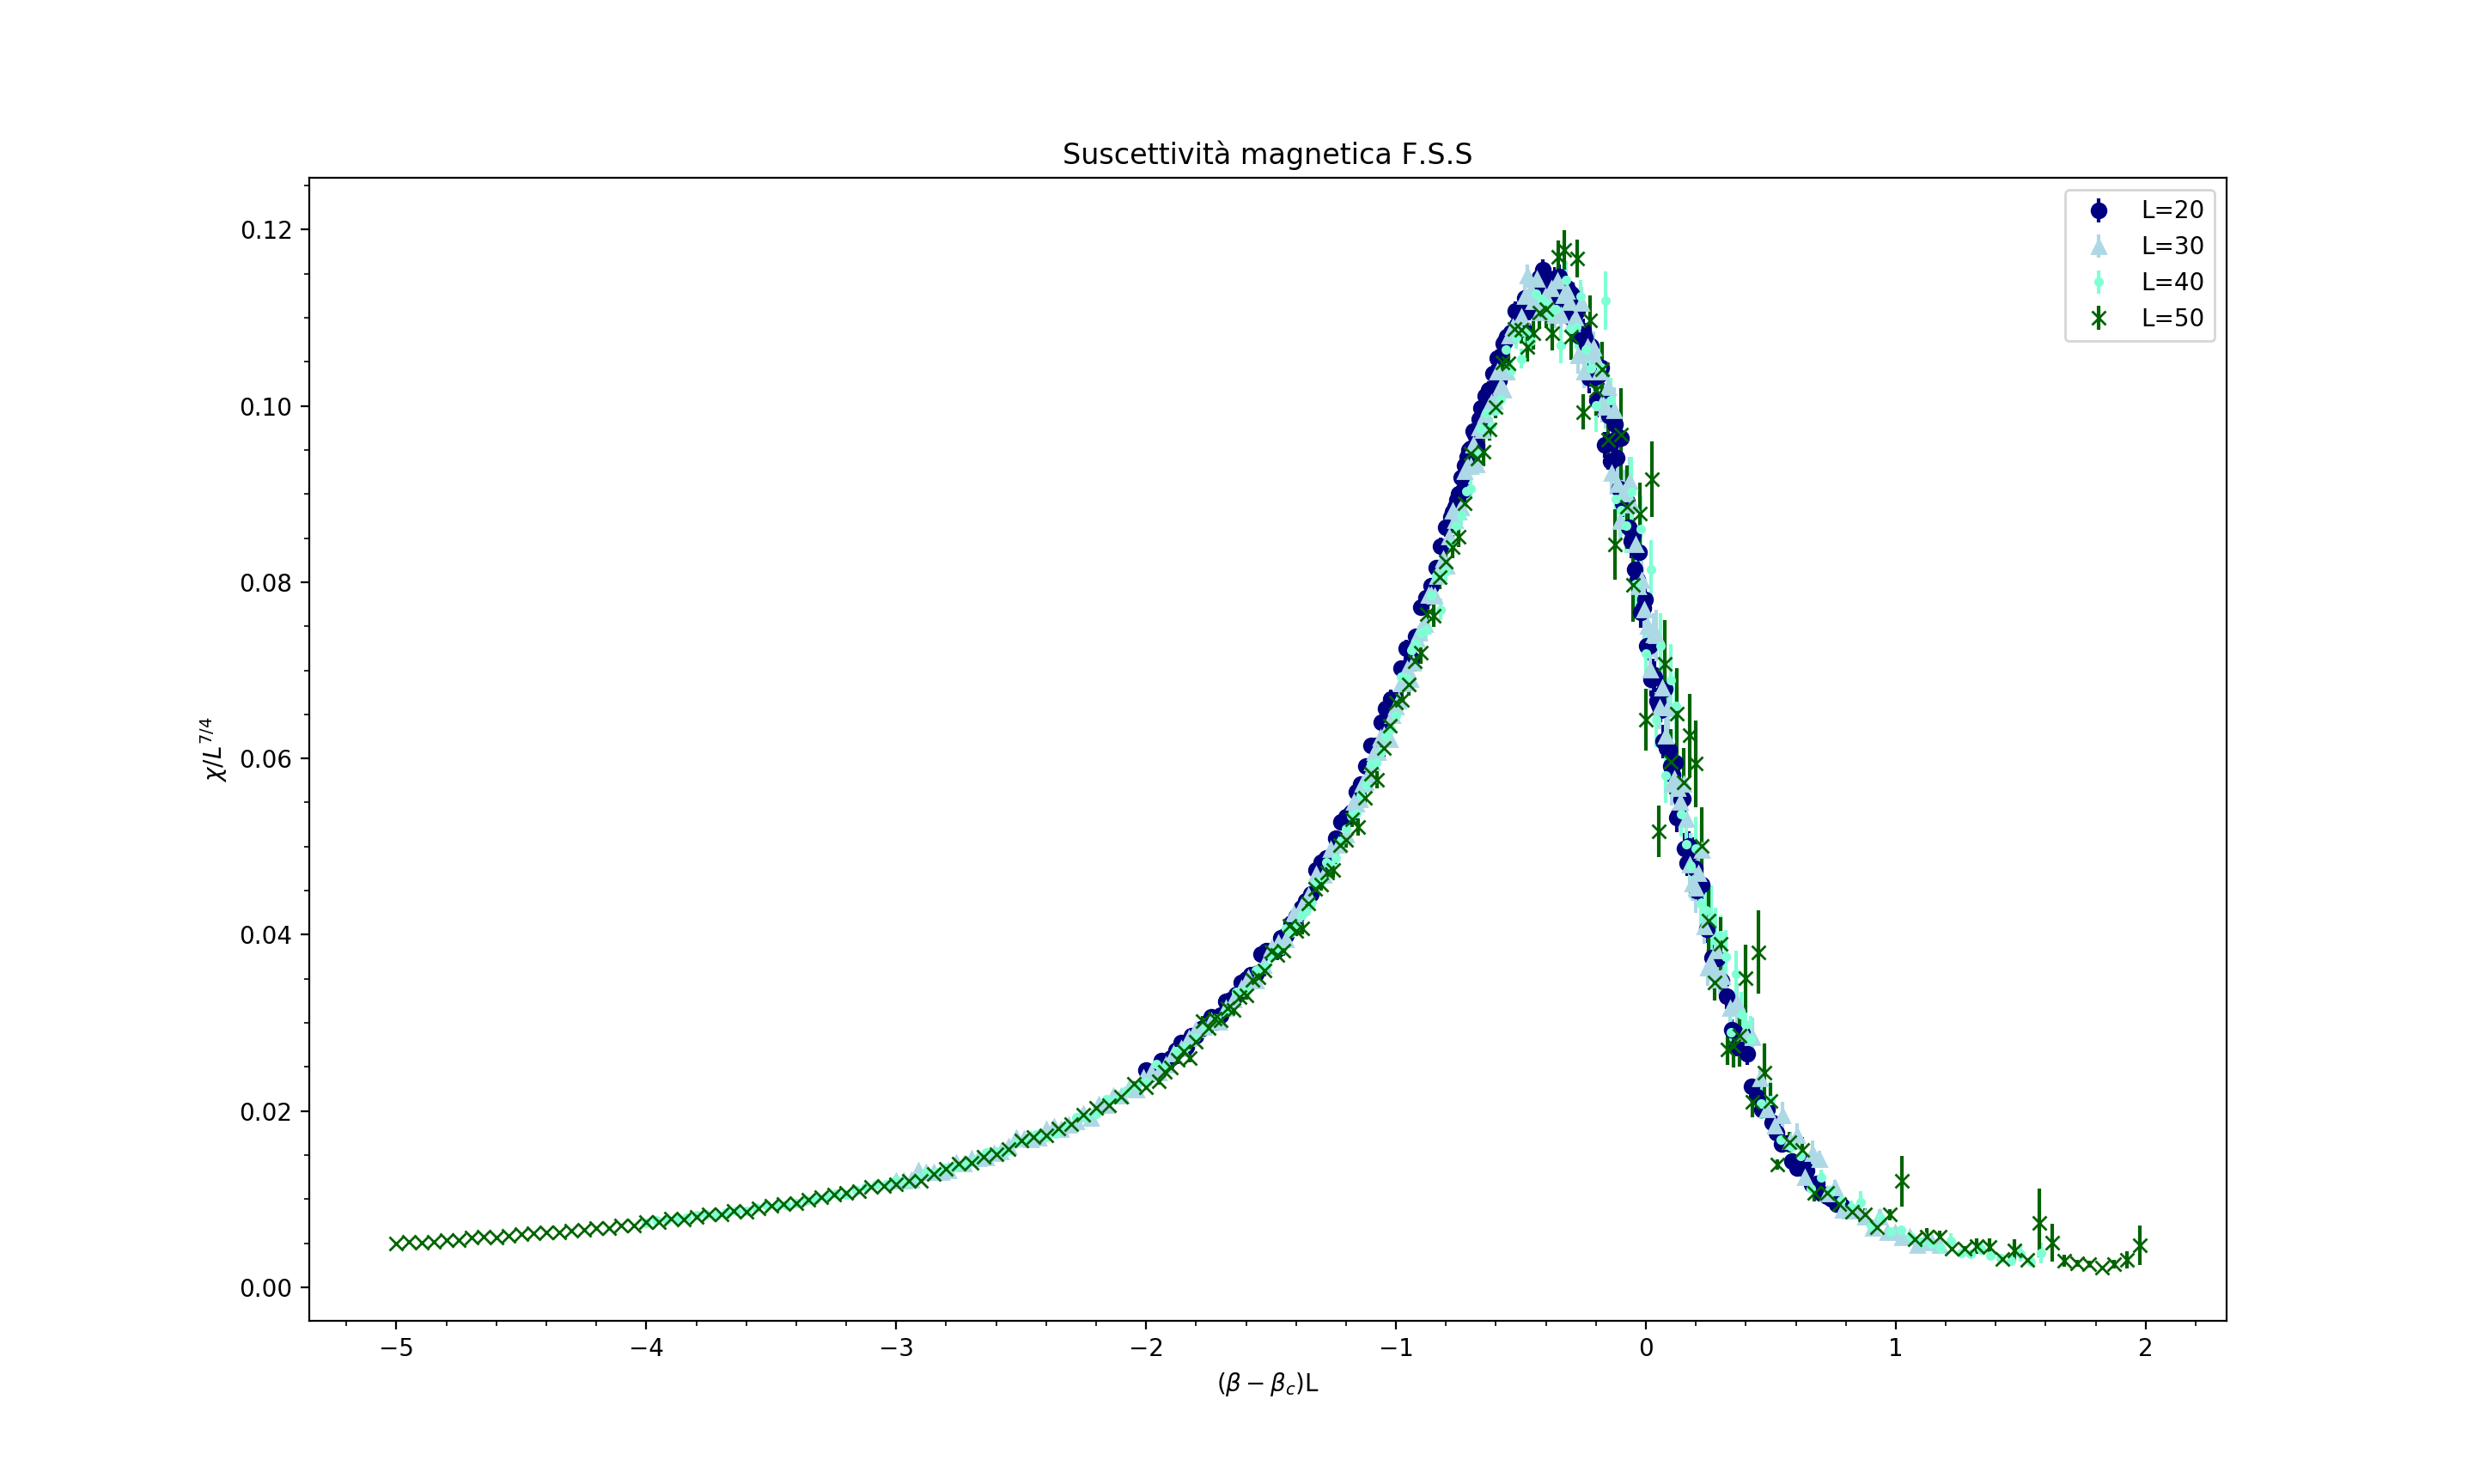 Suscettività magnetica F.S.S
L=20
L=30
L=40
L=50
0.12
0.10
0.08
0.06
0.04
0.02
0.00
χ/L^{7/4}
−5 −4 −3 −2 −1 0 1 2
(β − β_c)L